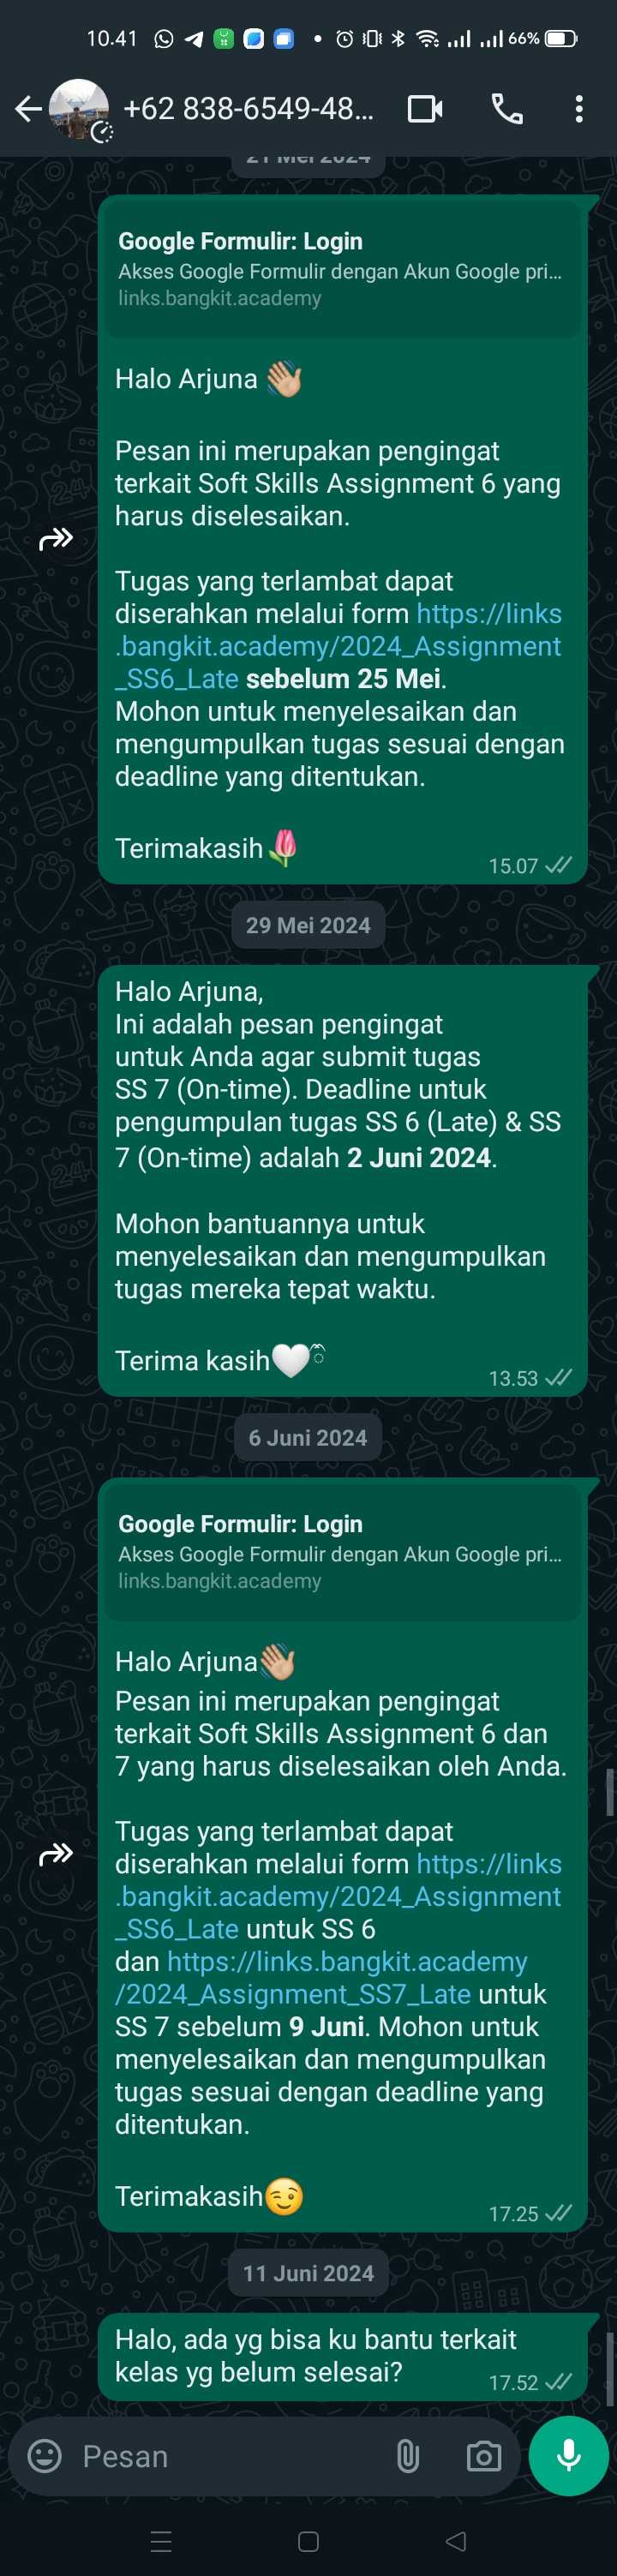 10.41
66%
+62 838-6549-48...
21 Mei 2024
Google Formulir: Login
Akses Google Formulir dengan Akun Google pri...
links.bangkit.academy
Halo Arjuna 👋🏼
Pesan ini merupakan pengingat
terkait Soft Skills Assignment 6 yang
harus diselesaikan.
Tugas yang terlambat dapat
diserahkan melalui form https://links
.bangkit.academy/2024_Assignment
_SS6_Late sebelum 25 Mei.
Mohon untuk menyelesaikan dan
mengumpulkan tugas sesuai dengan
deadline yang ditentukan.
Terimakasih🌷
15.07
29 Mei 2024
Halo Arjuna,
Ini adalah pesan pengingat
untuk Anda agar submit tugas
SS 7 (On-time). Deadline untuk
pengumpulan tugas SS 6 (Late) & SS
7 (On-time) adalah 2 Juni 2024.
Mohon bantuannya untuk
menyelesaikan dan mengumpulkan
tugas mereka tepat waktu.
Terima kasih🤍
13.53
6 Juni 2024
Google Formulir: Login
Akses Google Formulir dengan Akun Google pri...
links.bangkit.academy
Halo Arjuna👋🏼
Pesan ini merupakan pengingat
terkait Soft Skills Assignment 6 dan
7 yang harus diselesaikan oleh Anda.
Tugas yang terlambat dapat
diserahkan melalui form https://links
.bangkit.academy/2024_Assignment
_SS6_Late untuk SS 6
dan https://links.bangkit.academy
/2024_Assignment_SS7_Late untuk
SS 7 sebelum 9 Juni. Mohon untuk
menyelesaikan dan mengumpulkan
tugas sesuai dengan deadline yang
ditentukan.
Terimakasih😉
17.25
11 Juni 2024
Halo, ada yg bisa ku bantu terkait
kelas yg belum selesai?
17.52
Pesan